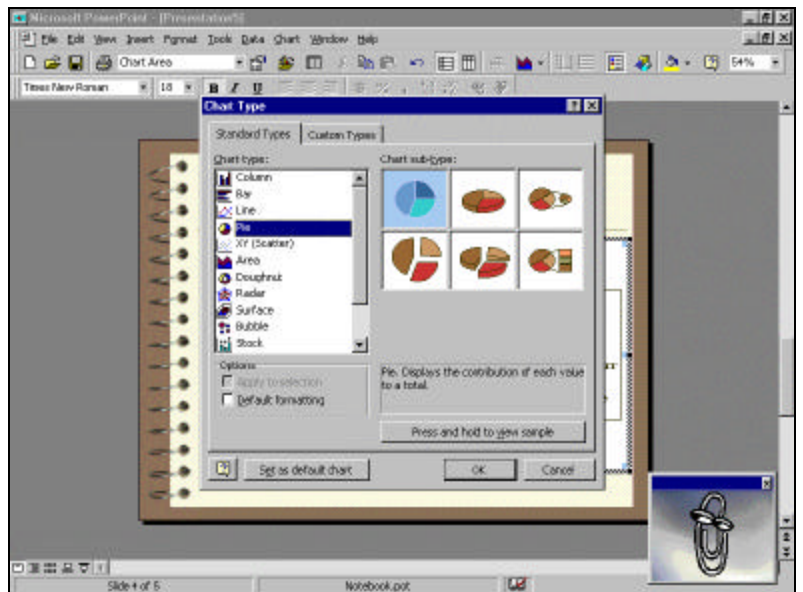 Microsoft PowerPoint - [Presentation5]
File Edit View Insert Format Tools Data Chart Window Help
Chart Area 54%
Times New Roman 18 B I U
Chart Type
Standard Types Custom Types
Chart type: Chart sub-type:
Column
Bar
Line
Pie
XY (Scatter)
Area
Doughnut
Radar
Surface
Bubble
Stock
Options
Apply to selection
Default formatting
Pie. Displays the contribution of each value
to a total.
Press and hold to view sample
Set as default chart OK Cancel
Slide 4 of 5 Notebook.pot